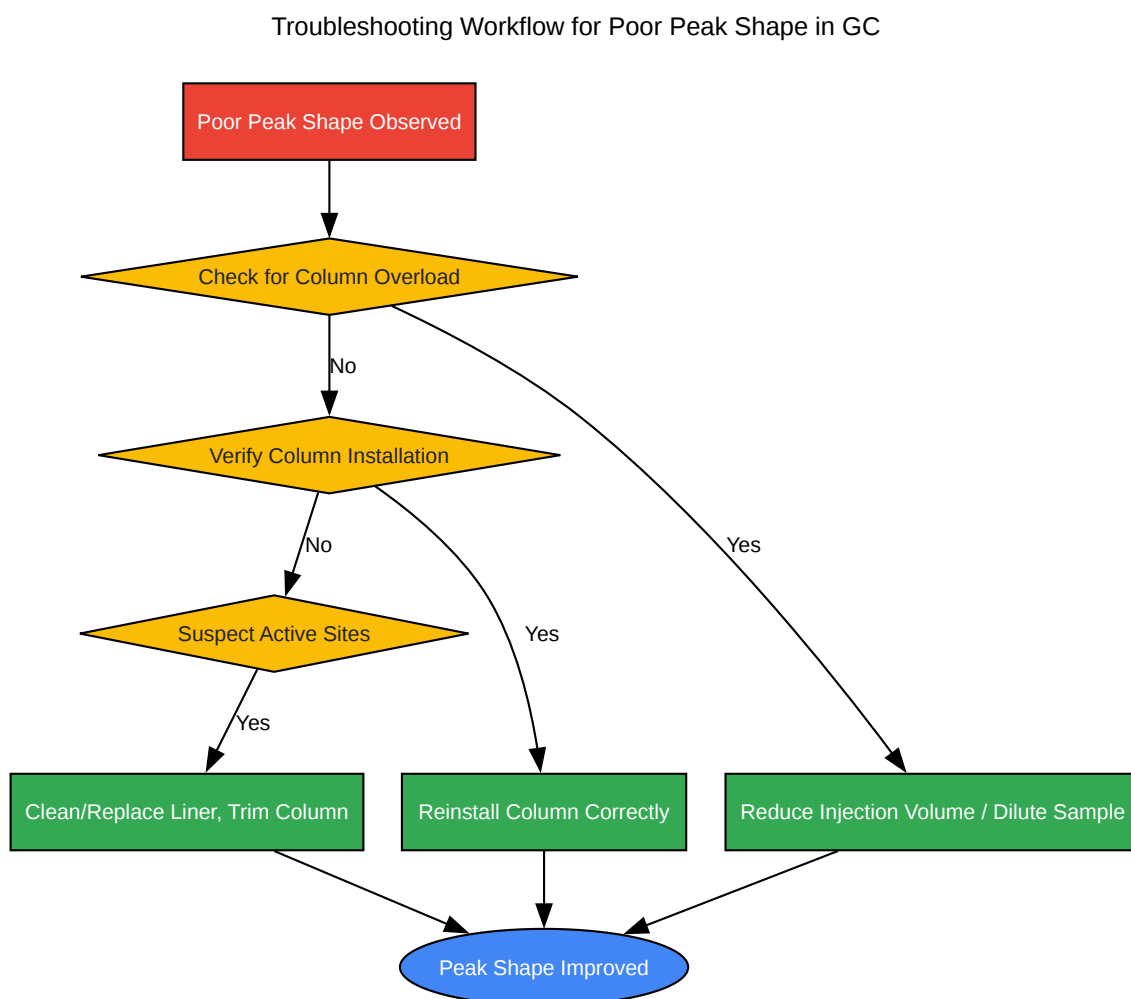 Troubleshooting Workflow for Poor Peak Shape in GC
Poor Peak Shape Observed
Check for Column Overload
No
Verify Column Installation
Yes
No
Suspect Active Sites
Yes
Yes
Clean/Replace Liner, Trim Column
Reinstall Column Correctly
Reduce Injection Volume / Dilute Sample
Peak Shape Improved